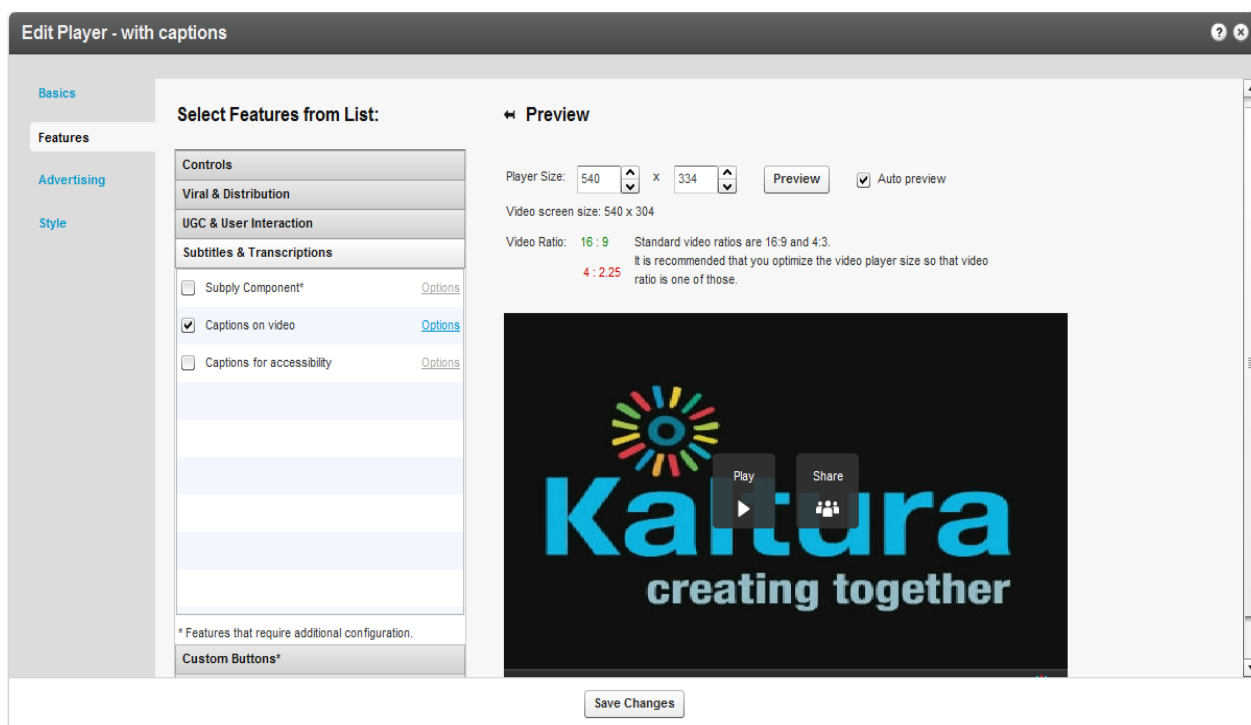 Edit Player - with captions
Basics
Features
Advertising
Style
Select Features from List:
Controls
Viral & Distribution
UGC & User Interaction
Subtitles & Transcriptions
Subply Component* Options
Captions on video Options
Captions for accessibility Options
* Features that require additional configuration.
Custom Buttons*
Preview
Player Size: 540 x 334 Preview Auto preview
Video screen size: 540 x 304
Video Ratio: 16 : 9 Standard video ratios are 16:9 and 4:3.
4 : 2.25 It is recommended that you optimize the video player size so that video
ratio is one of those.
Play Share
Kaltura
creating together
Save Changes